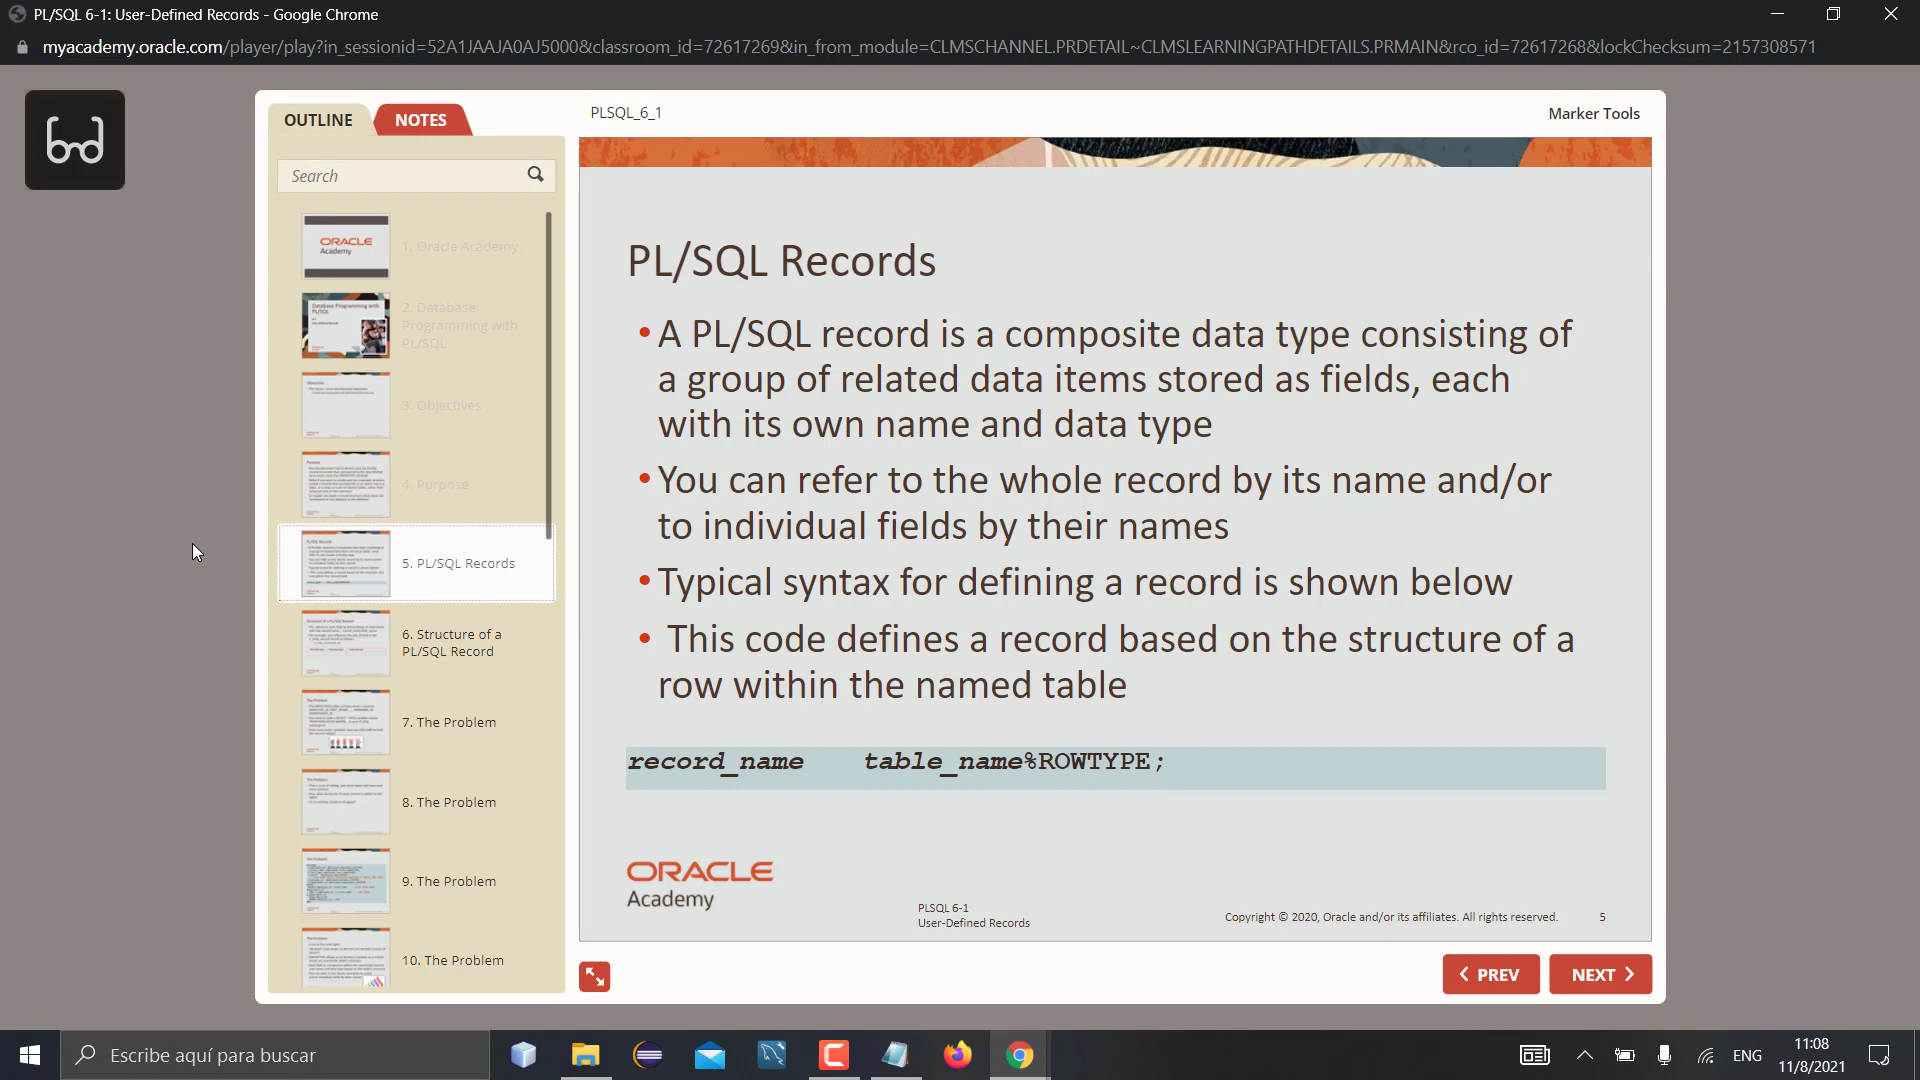 PL/SQL 6-1: User-Defined Records - Google Chrome
myacademy.oracle.com/player/play?in_sessionid=52A1JAAJA0AJ5000&classroom_id=72617269&in_from_module=CLMSCHANNEL.PRDETAIL~CLMSLEARNINGPATHDETAILS.PRMAIN&rco_id=72617268&lockChecksum=2157308571
OUTLINE
NOTES
Search
ORACLE
Academy
1. Oracle Academy
2. Database
Programming with
PL/SQL
3. Objectives
4. Purpose
5. PL/SQL Records
6. Structure of a
PL/SQL Record
7. The Problem
8. The Problem
9. The Problem
10. The Problem
PLSQL_6_1
Marker Tools
PL/SQL Records
• A PL/SQL record is a composite data type consisting of
a group of related data items stored as fields, each
with its own name and data type
• You can refer to the whole record by its name and/or
to individual fields by their names
• Typical syntax for defining a record is shown below
• This code defines a record based on the structure of a
row within the named table
record_name table_name%ROWTYPE;
ORACLE
Academy
PLSQL 6-1
User-Defined Records
Copyright © 2020, Oracle and/or its affiliates. All rights reserved.
5
PREV
NEXT
Escribe aquí para buscar
ENG
11:08
11/8/2021